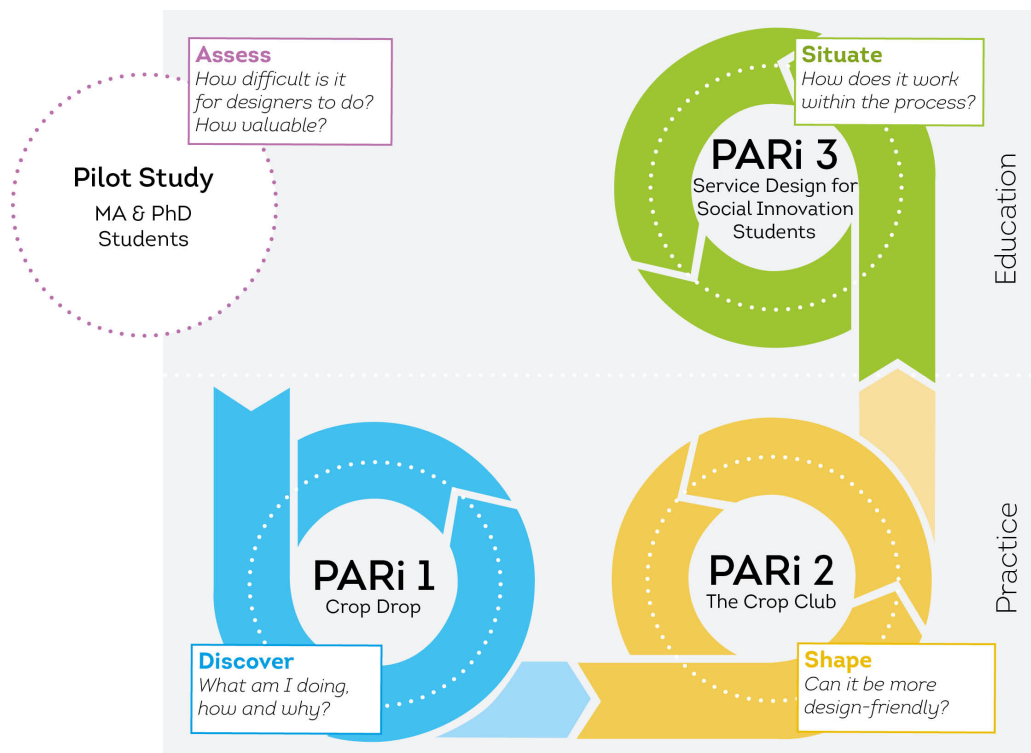 Assess
How difficult is it
for designers to do?
How valuable?
Pilot Study
MA & PhD
Students
Situate
How does it work
within the process?
PARi 3
Service Design for
Social Innovation
Students
Education
PARi 1
Crop Drop
Discover
What am I doing,
how and why?
PARi 2
The Crop Club
Shape
Can it be more
design-friendly?
Practice